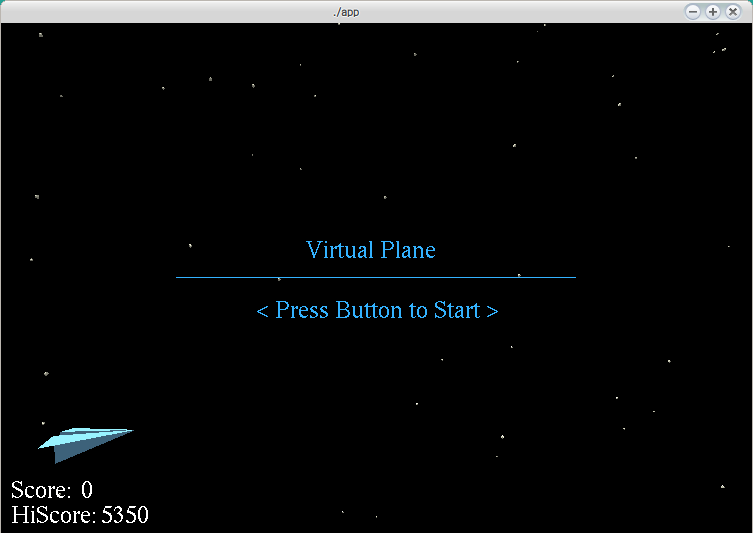 ./app
Virtual Plane
< Press Button to Start >
Score: 0
HiScore: 5350